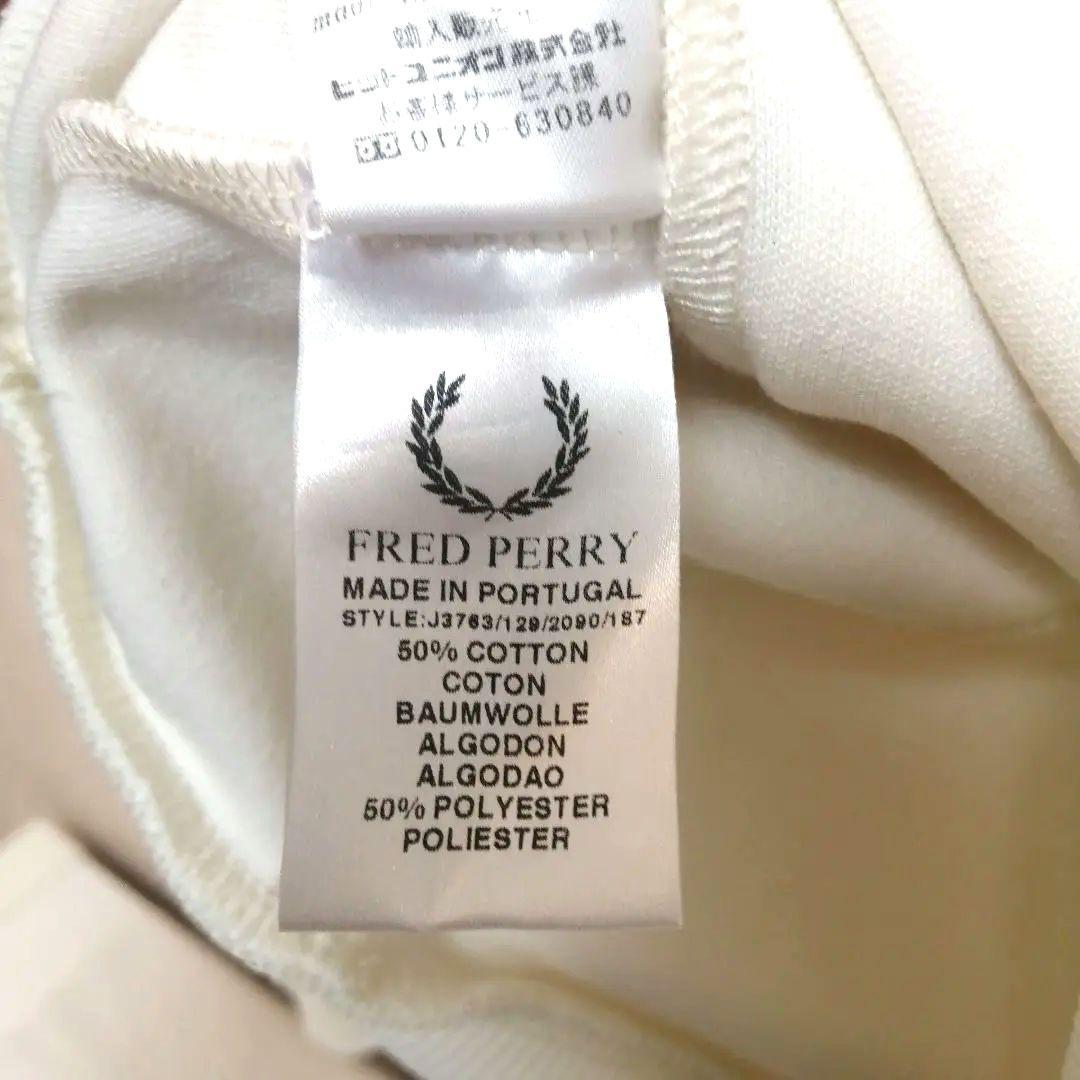 輸入販売元
ヒットユニオン株式会社
お客様サービス課
0120-630840
FRED PERRY
MADE IN PORTUGAL
STYLE:J3763/129/2090/187
50% COTTON
COTON
BAUMWOLLE
ALGODON
ALGODAO
50% POLYESTER
POLIESTER